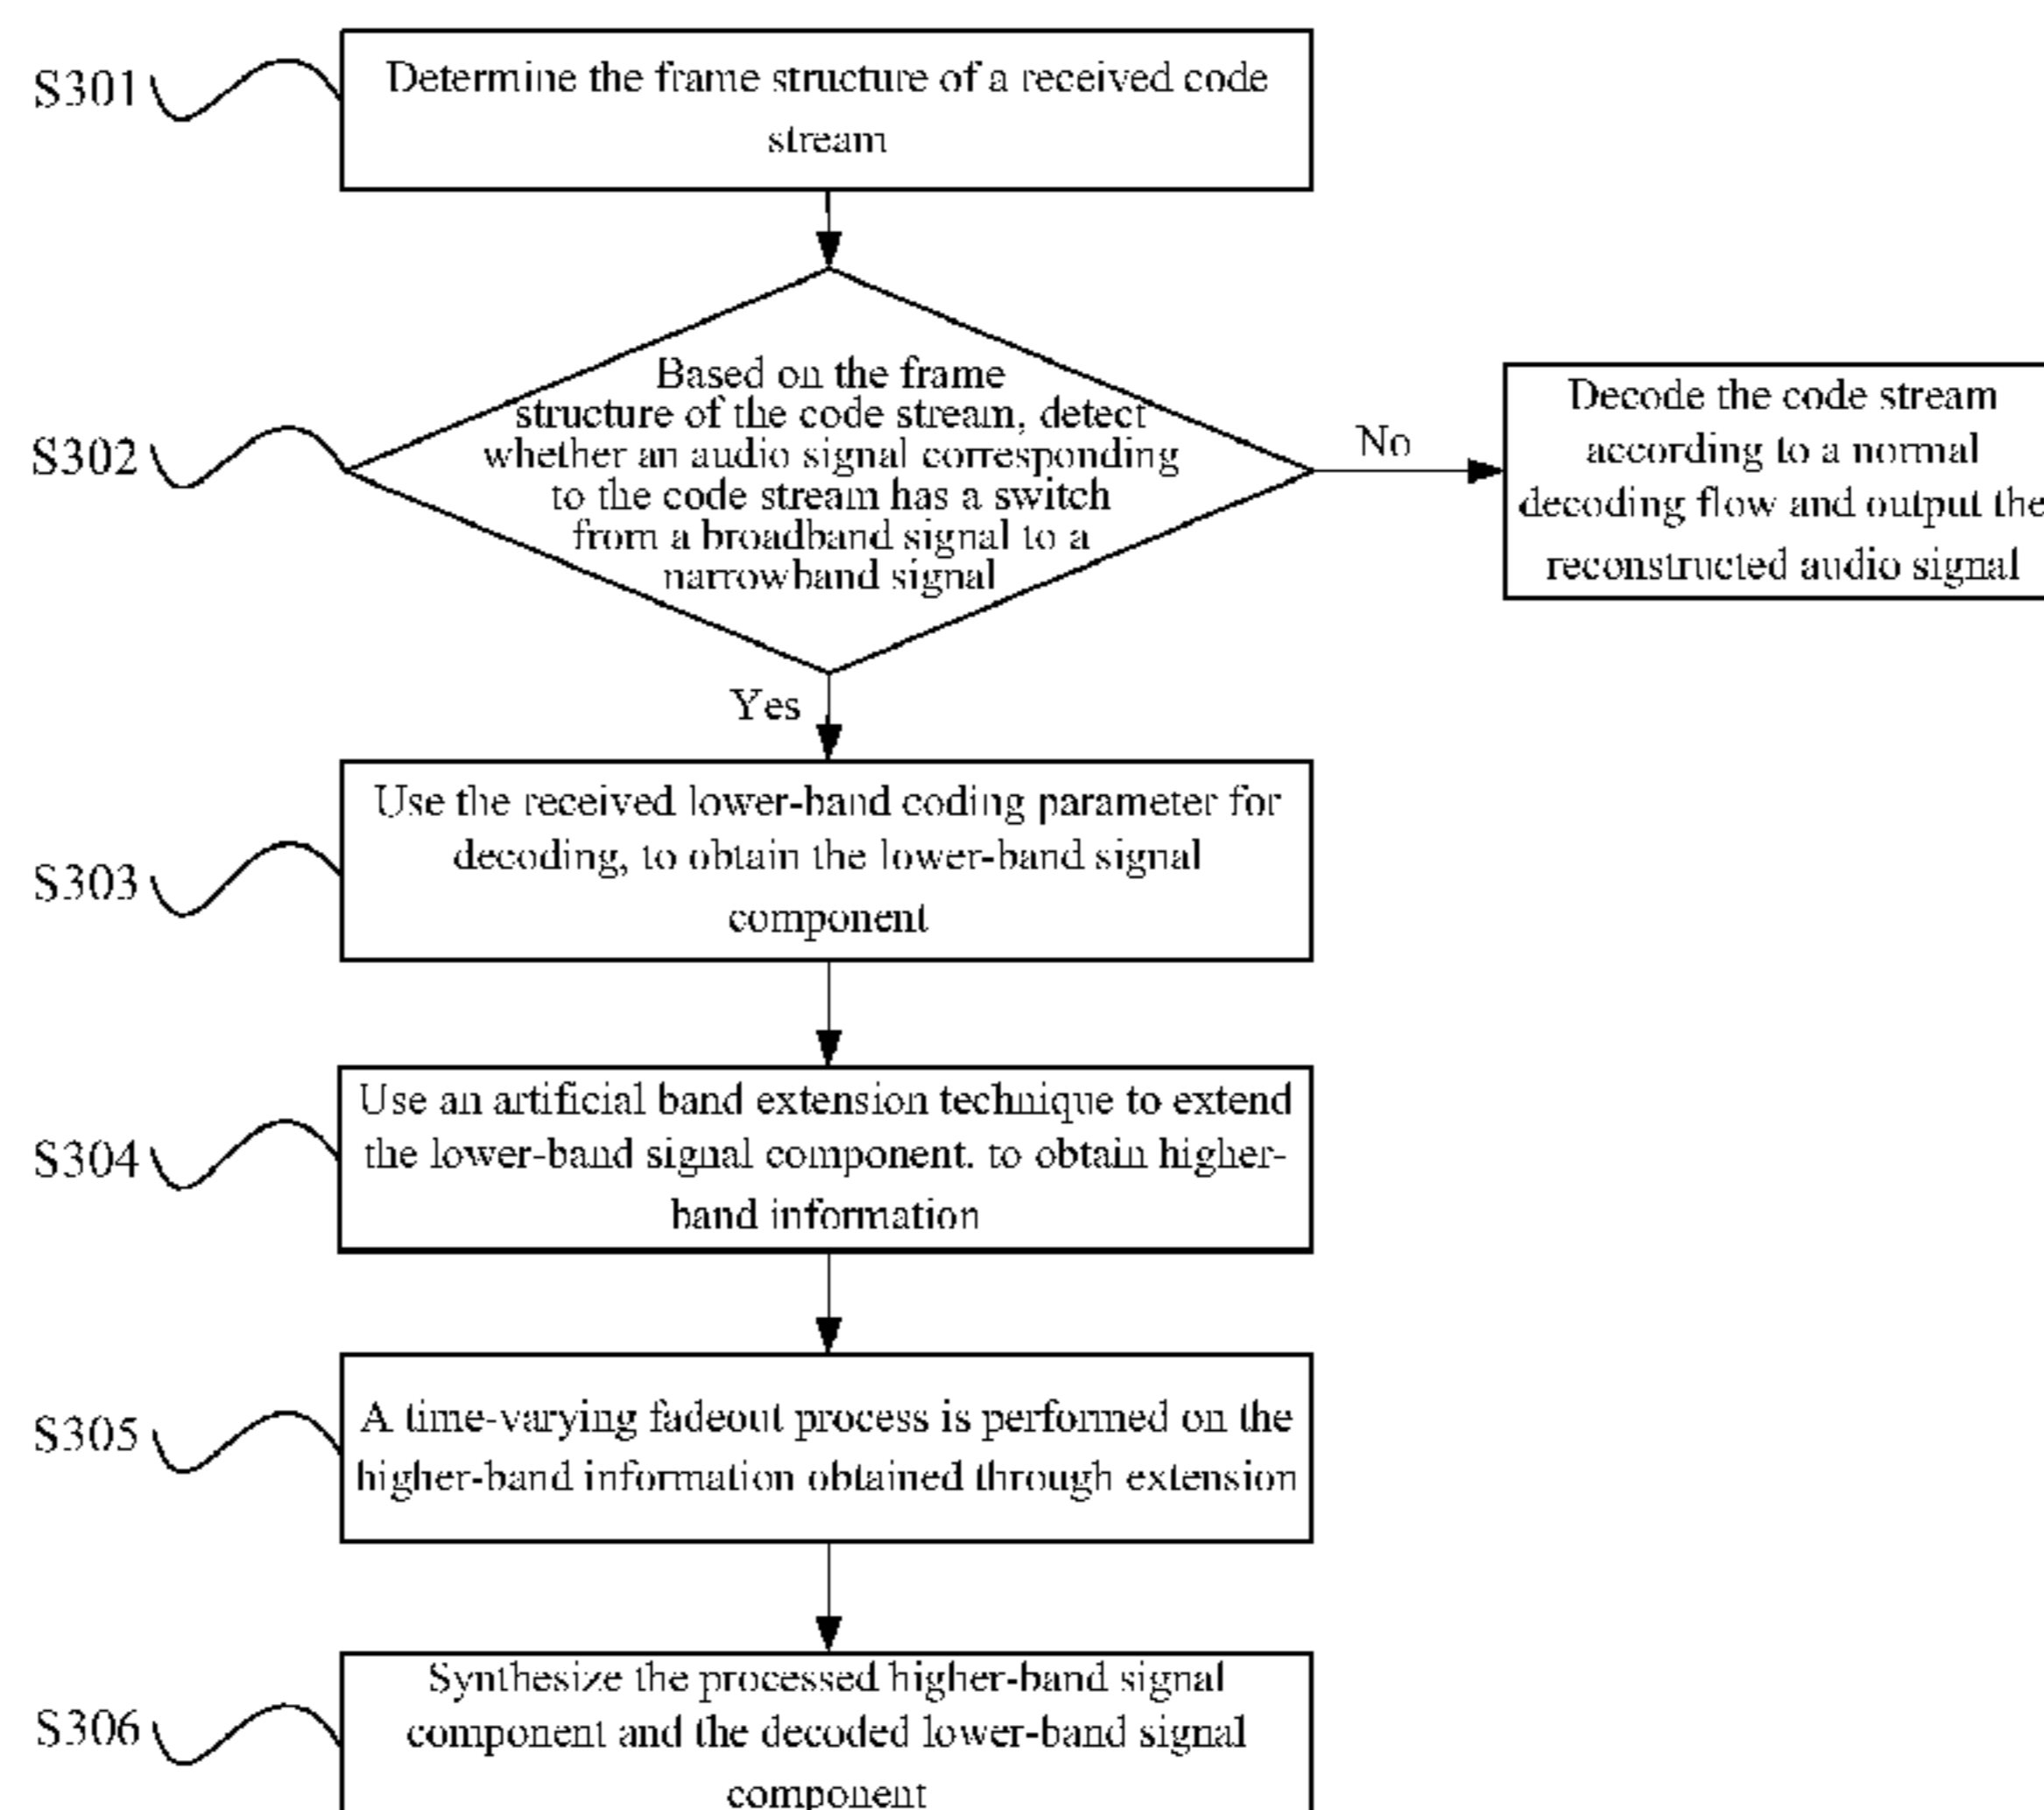 S301
Determine the frame structure of a received code
stream
S302
Based on the frame
structure of the code stream, detect
whether an audio signal corresponding
to the code stream has a switch
from a broadband signal to a
narrowband signal
No
Decode the code stream
according to a normal
decoding flow and output the
reconstructed audio signal
Yes
S303
Use the received lower-band coding parameter for
decoding, to obtain the lower-band signal
component
S304
Use an artificial band extension technique to extend
the lower-band signal component. to obtain higher-
band information
S305
A time-varying fadeout process is performed on the
higher-band information obtained through extension
S306
Synthesize the processed higher-band signal
component and the decoded lower-band signal
component